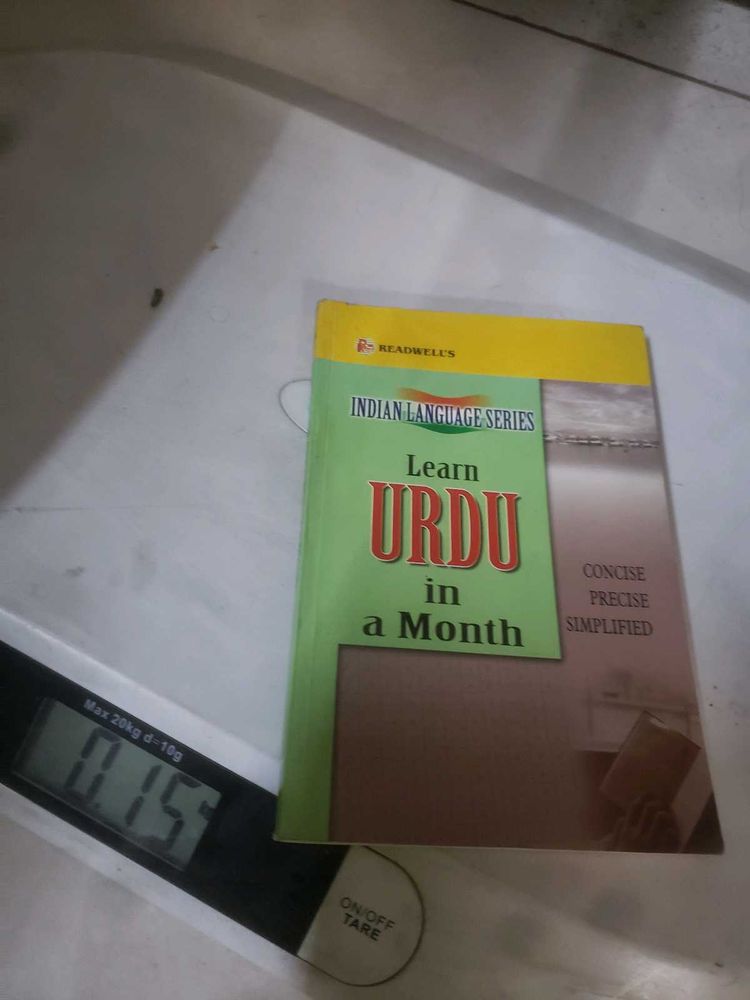 READWELL'S
INDIAN LANGUAGE SERIES
Learn
URDU
in
a Month
CONCISE
PRECISE
SIMPLIFIED
Max 20kg d=10g
0.15
ON/OFF
TARE